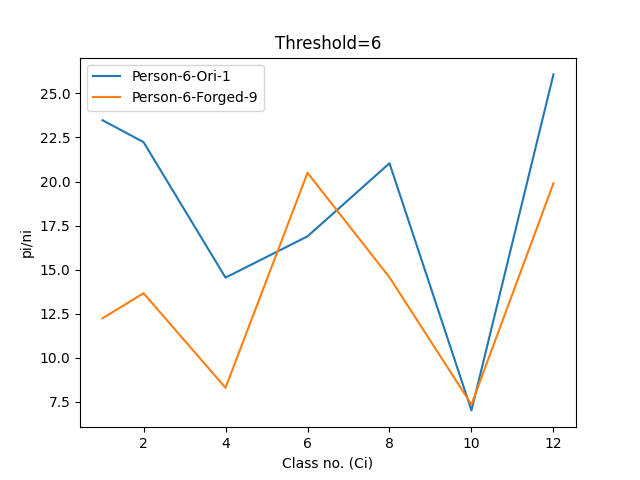 Threshold=6
Person-6-Ori-1
Person-6-Forged-9
25.0
22.5
20.0
17.5
15.0
12.5
10.0
7.5
pi/ni
2 4 6 8 10 12
Class no. (Ci)